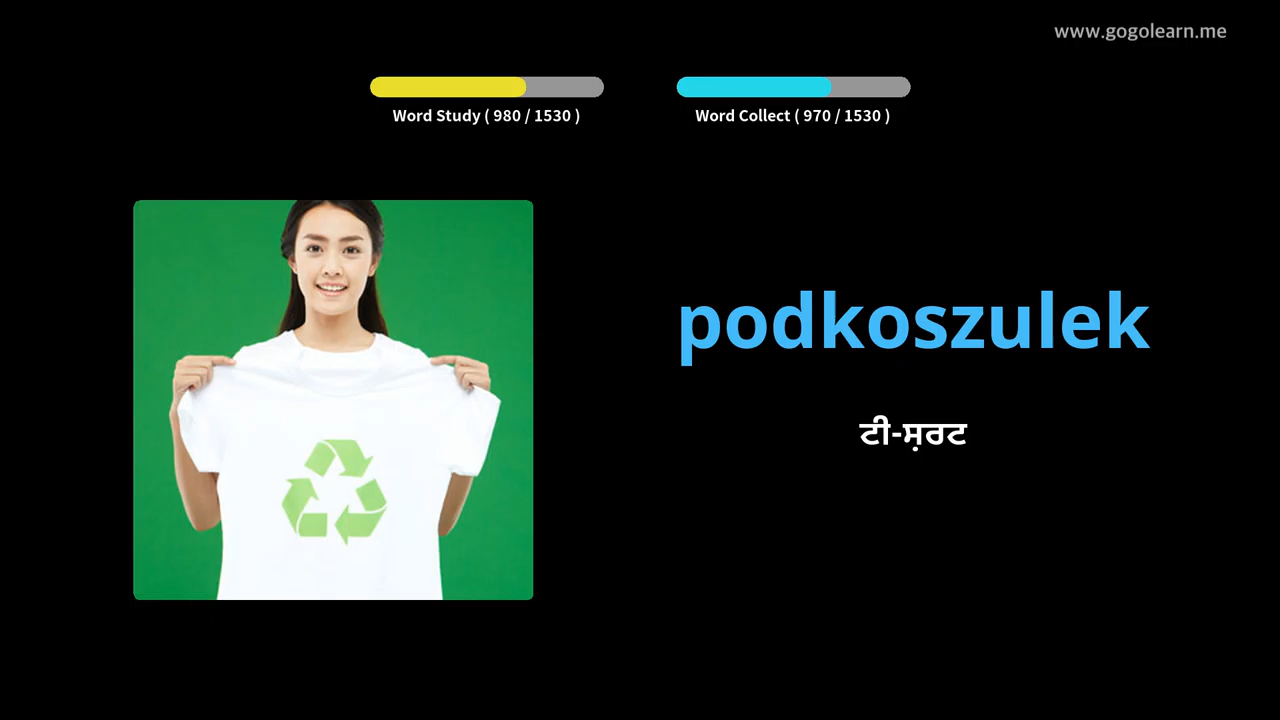 www.gogolearn.me
Word Study ( 980 / 1530 )
Word Collect ( 970 / 1530 )
podkoszulek
ਟੀ-ਸ਼ਰਟ